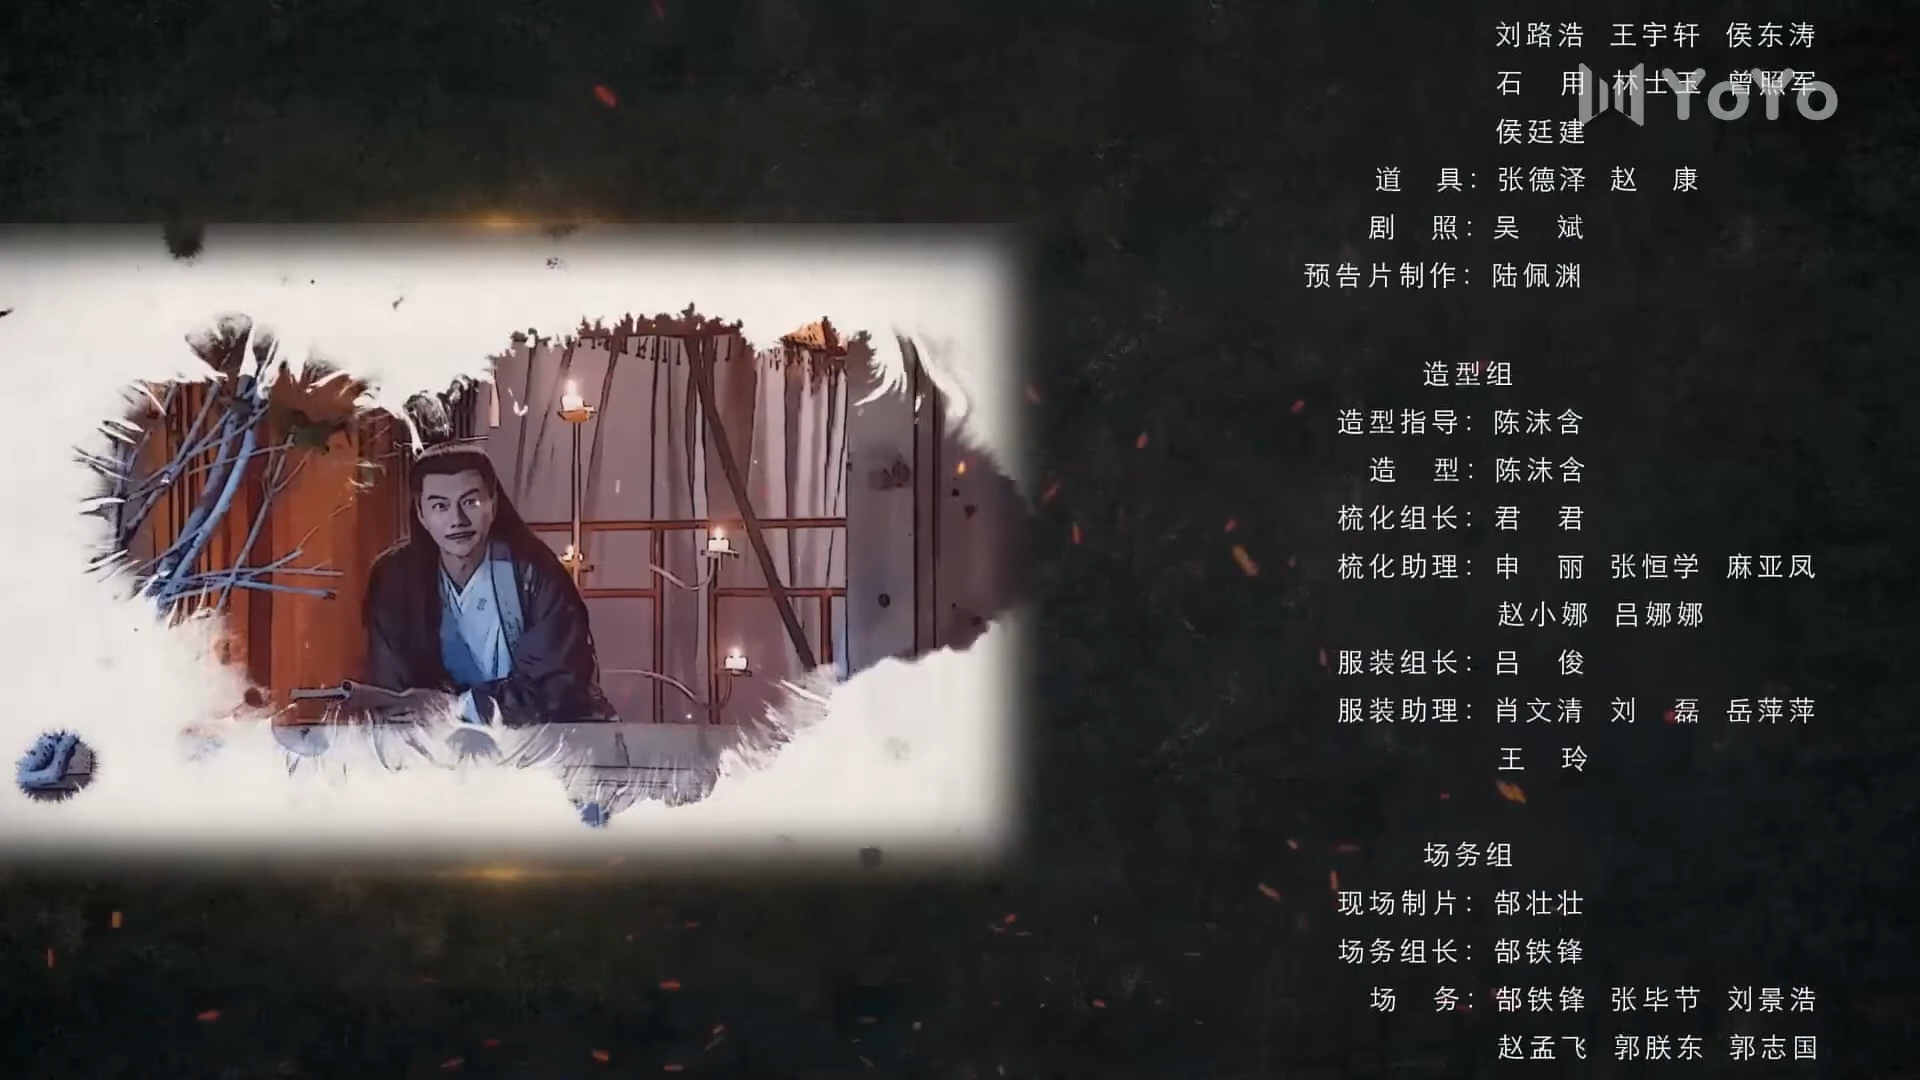 刘路浩 王宇轩 侯东涛
石 用 林士玉 曾照军
YOYO
侯廷建
道 具：张德泽 赵 康
剧 照：吴 斌
预告片制作：陆佩渊
造型组
造型指导：陈沫含
造 型：陈沫含
梳化组长：君 君
梳化助理：申 丽 张恒学 麻亚凤
赵小娜 吕娜娜
服装组长：吕 俊
服装助理：肖文清 刘 磊 岳萍萍
王 玲
场务组
现场制片：郜壮壮
场务组长：郜铁锋
场 务：郜铁锋 张毕节 刘景浩
赵孟飞 郭朕东 郭志国